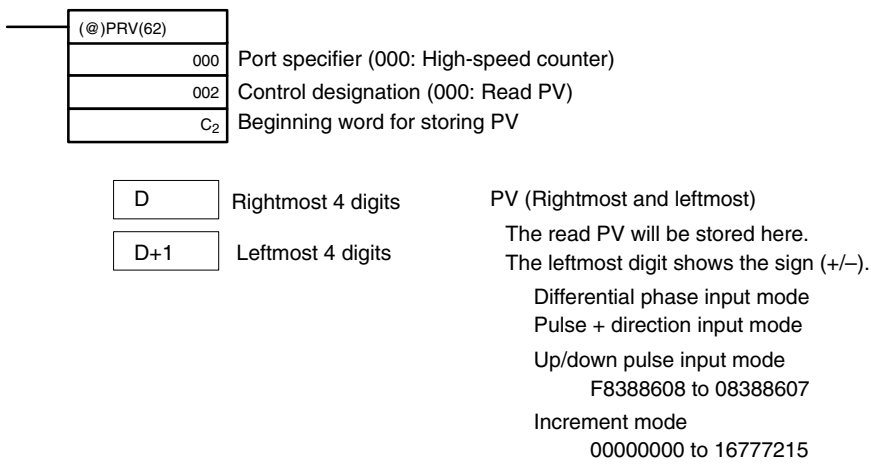 (@)PRV(62)
000 Port specifier (000: High-speed counter)
002 Control designation (000: Read PV)
C2 Beginning word for storing PV
D Rightmost 4 digits
D+1 Leftmost 4 digits
PV (Rightmost and leftmost)
The read PV will be stored here.
The leftmost digit shows the sign (+/–).
Differential phase input mode
Pulse + direction input mode
Up/down pulse input mode
F8388608 to 08388607
Increment mode
00000000 to 16777215